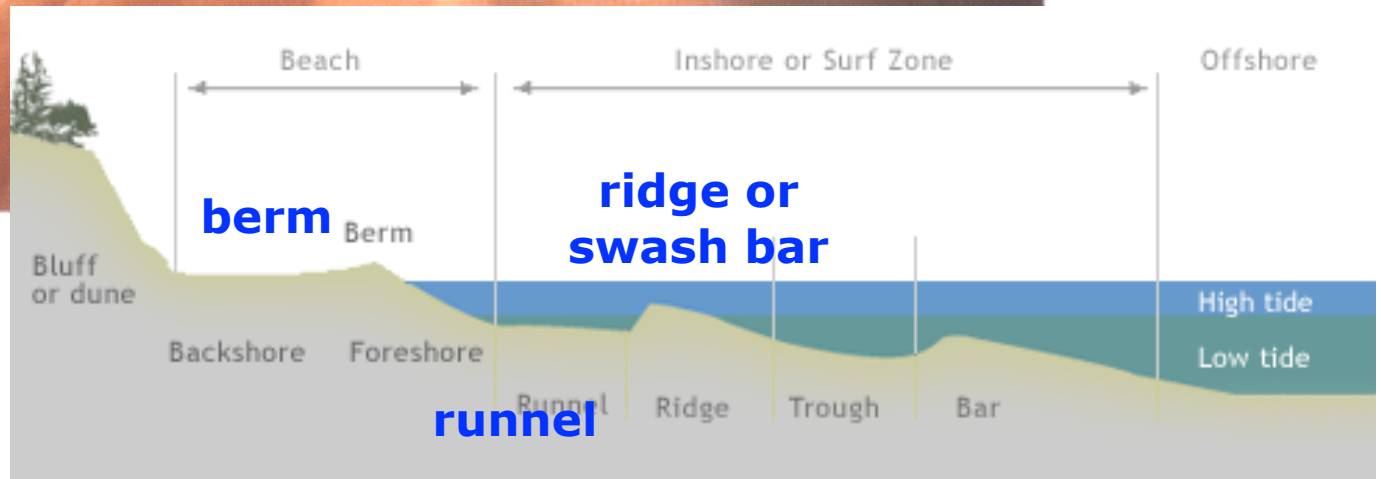 Beach
Inshore or Surf Zone
Offshore
ridge or
swash bar
berm
Berm
Bluff
or dune
High tide
Backshore
Foreshore
Low tide
Runnel
Ridge
Trough
Bar
runnel